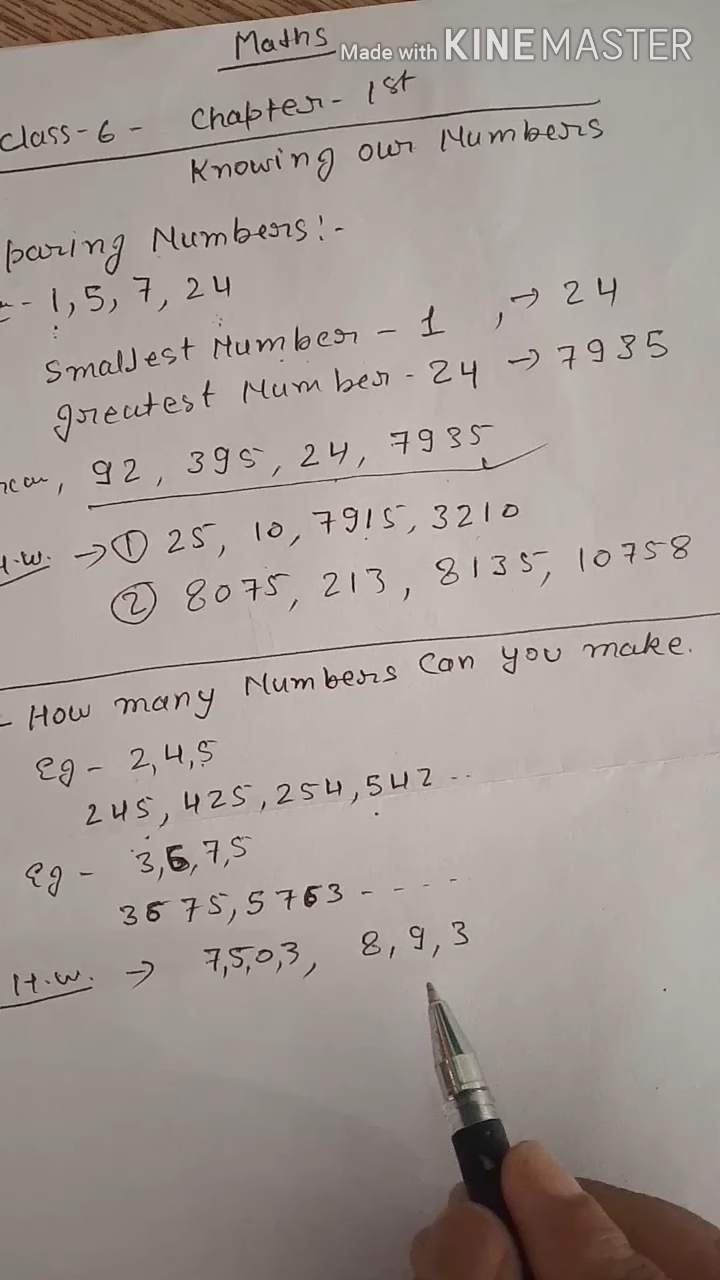 Maths
Made with KINEMASTER
Class-6- Chapter- 1st
Knowing our Numbers
paring Numbers:-
- 1, 5, 7, 24
Smallest Number - 1 , → 24
greatest Number - 24 → 7935
, 92, 395, 24, 7935
H.W. → ① 25, 10, 7915, 3210
② 8075, 213, 8135, 10758
- How many Numbers can you make.
Eg - 2,4,5
245, 425, 254, 542 --
Eg - 3,6,7,5
3675, 5763 - - - -
H.W. → 7,5,0,3, 8,9,3